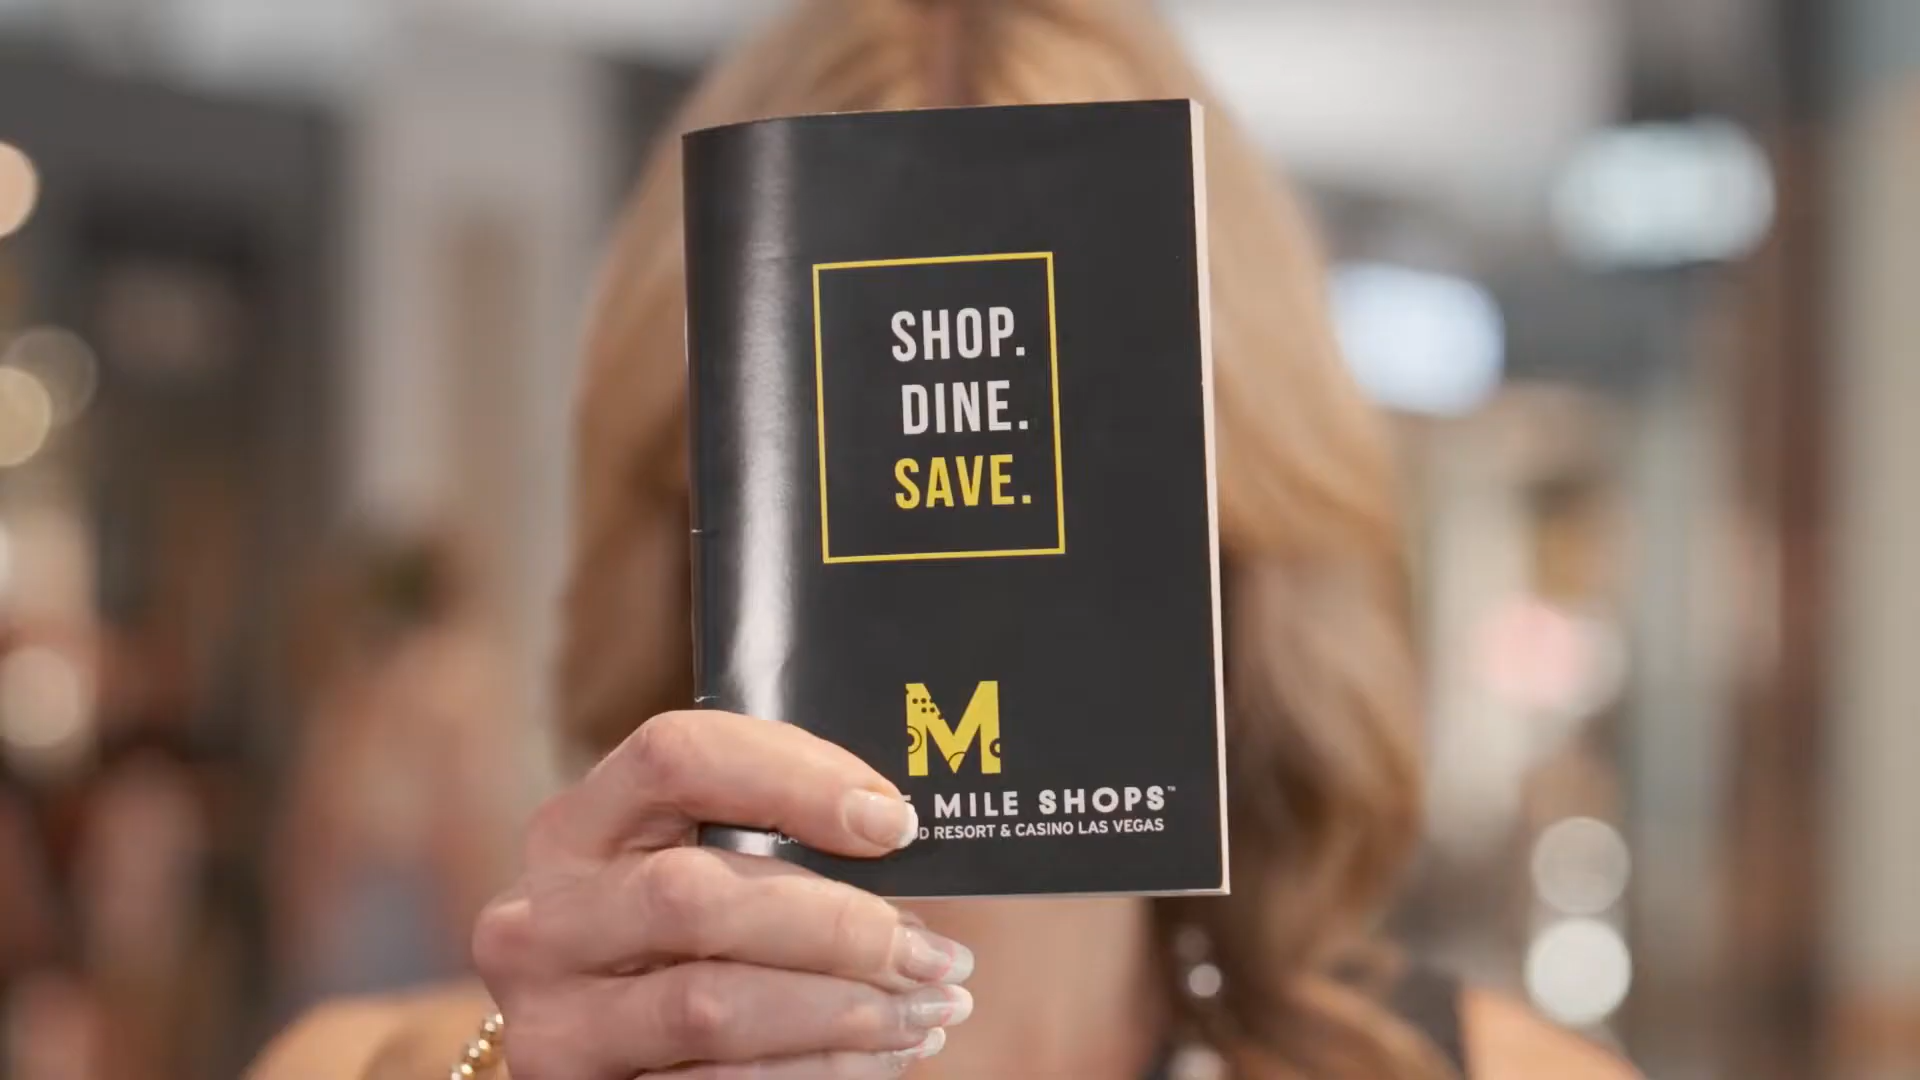 SHOP.
DINE.
SAVE.
M
MILE SHOPS™
RESORT & CASINO LAS VEGAS